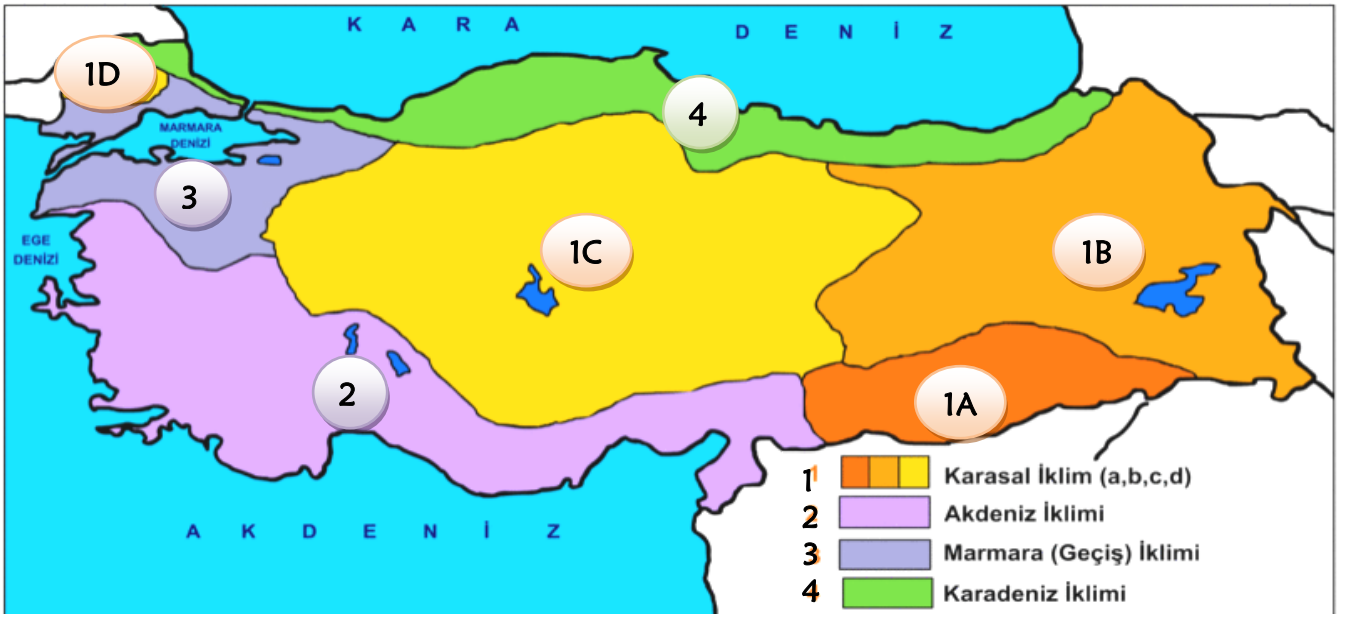 K A R A
D E N İ Z
1D
MARMARA
DENİZİ
4
3
EGE
DENİZİ
1C
1B
2
1A
A K D E N İ Z
1 Karasal İklim (a,b,c,d)
2 Akdeniz İklimi
3 Marmara (Geçiş) İklimi
4 Karadeniz İklimi